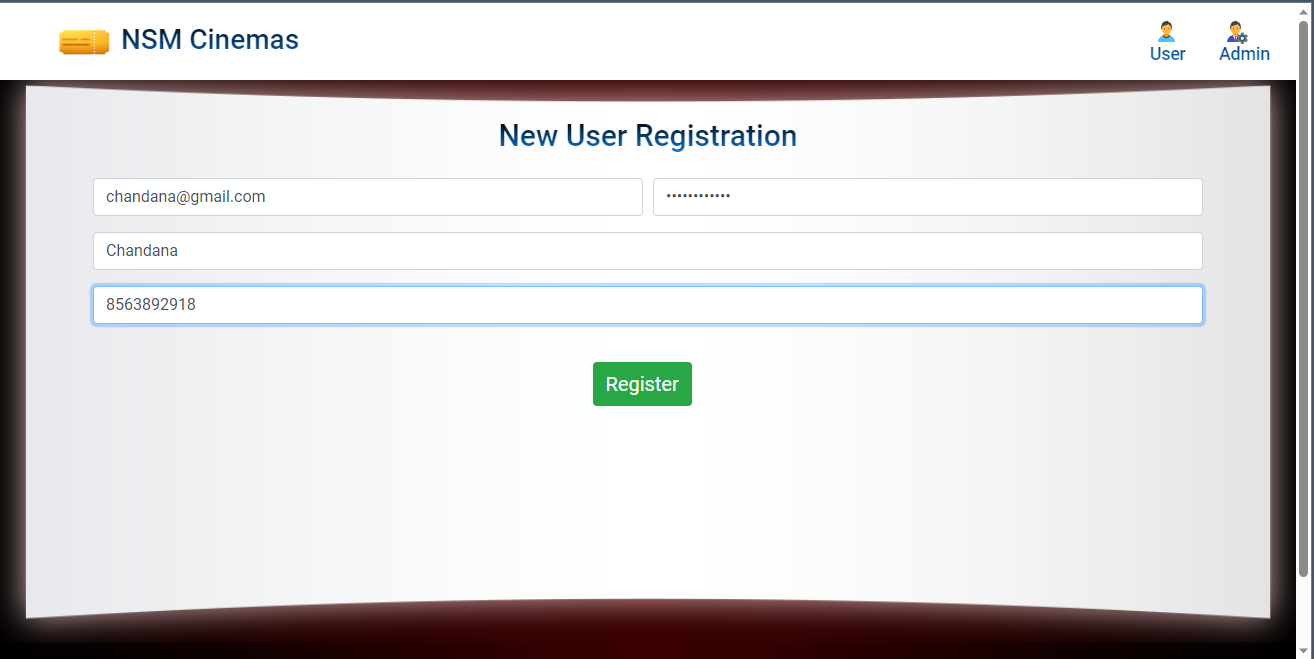 NSM Cinemas
User Admin
New User Registration
chandana@gmail.com ••••••••••••
Chandana
8563892918
Register